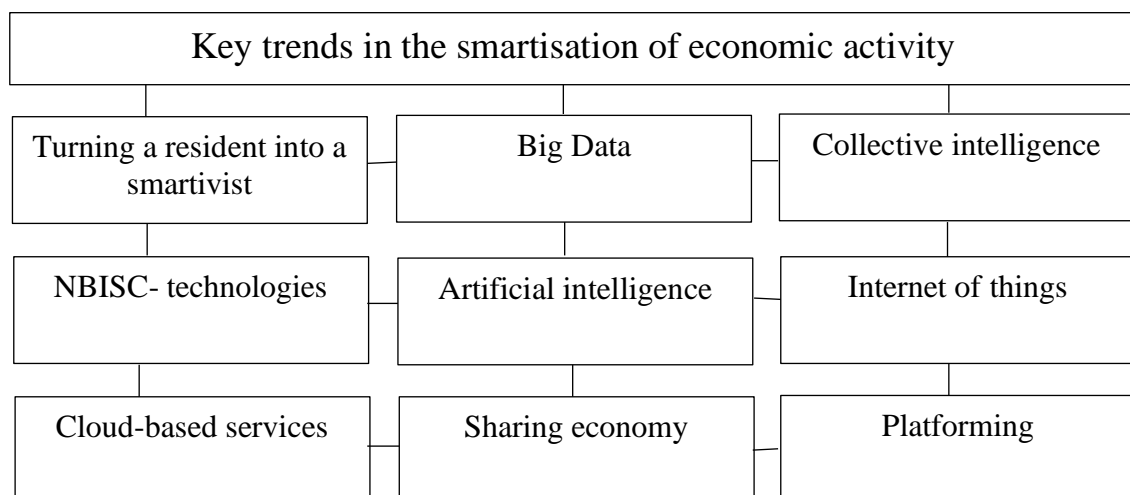 Key trends in the smartisation of economic activity
Turning a resident into a
smartivist
Big Data
Collective intelligence
NBISC- technologies
Artificial intelligence
Internet of things
Cloud-based services
Sharing economy
Platforming